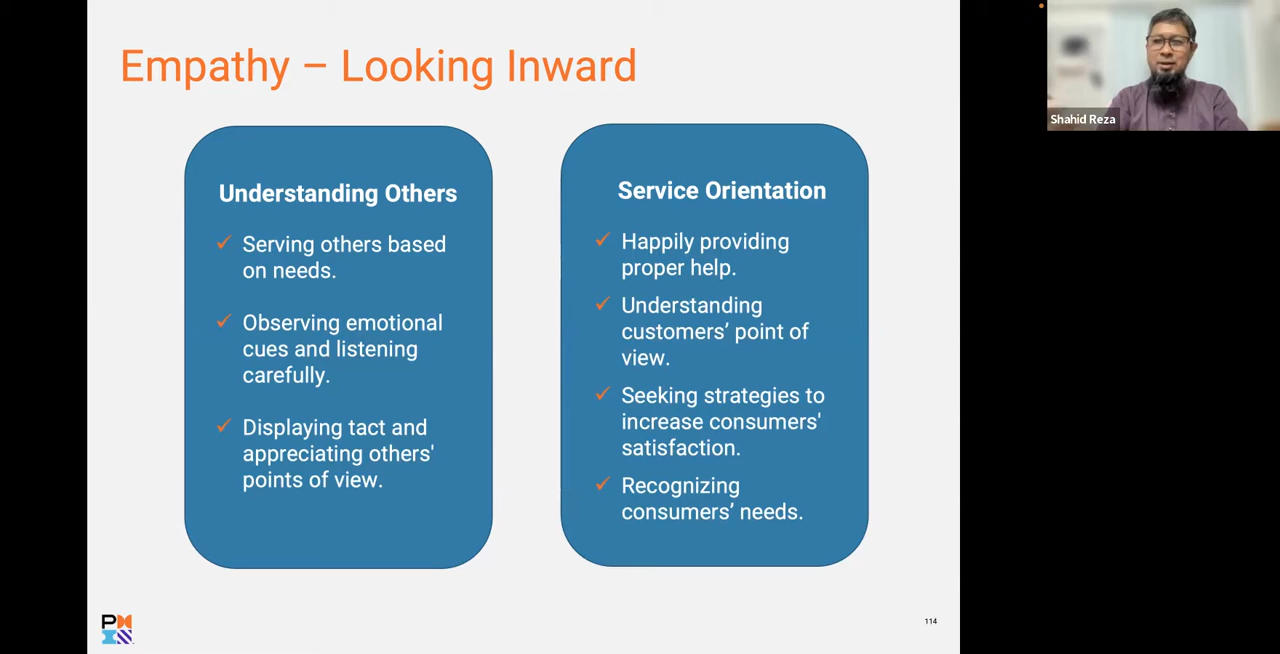 Empathy – Looking Inward
Shahid Reza
Understanding Others
✓ Serving others based
on needs.
✓ Observing emotional
cues and listening
carefully.
✓ Displaying tact and
appreciating others'
points of view.
Service Orientation
✓ Happily providing
proper help.
✓ Understanding
customers’ point of
view.
✓ Seeking strategies to
increase consumers'
satisfaction.
✓ Recognizing
consumers’ needs.
P
114